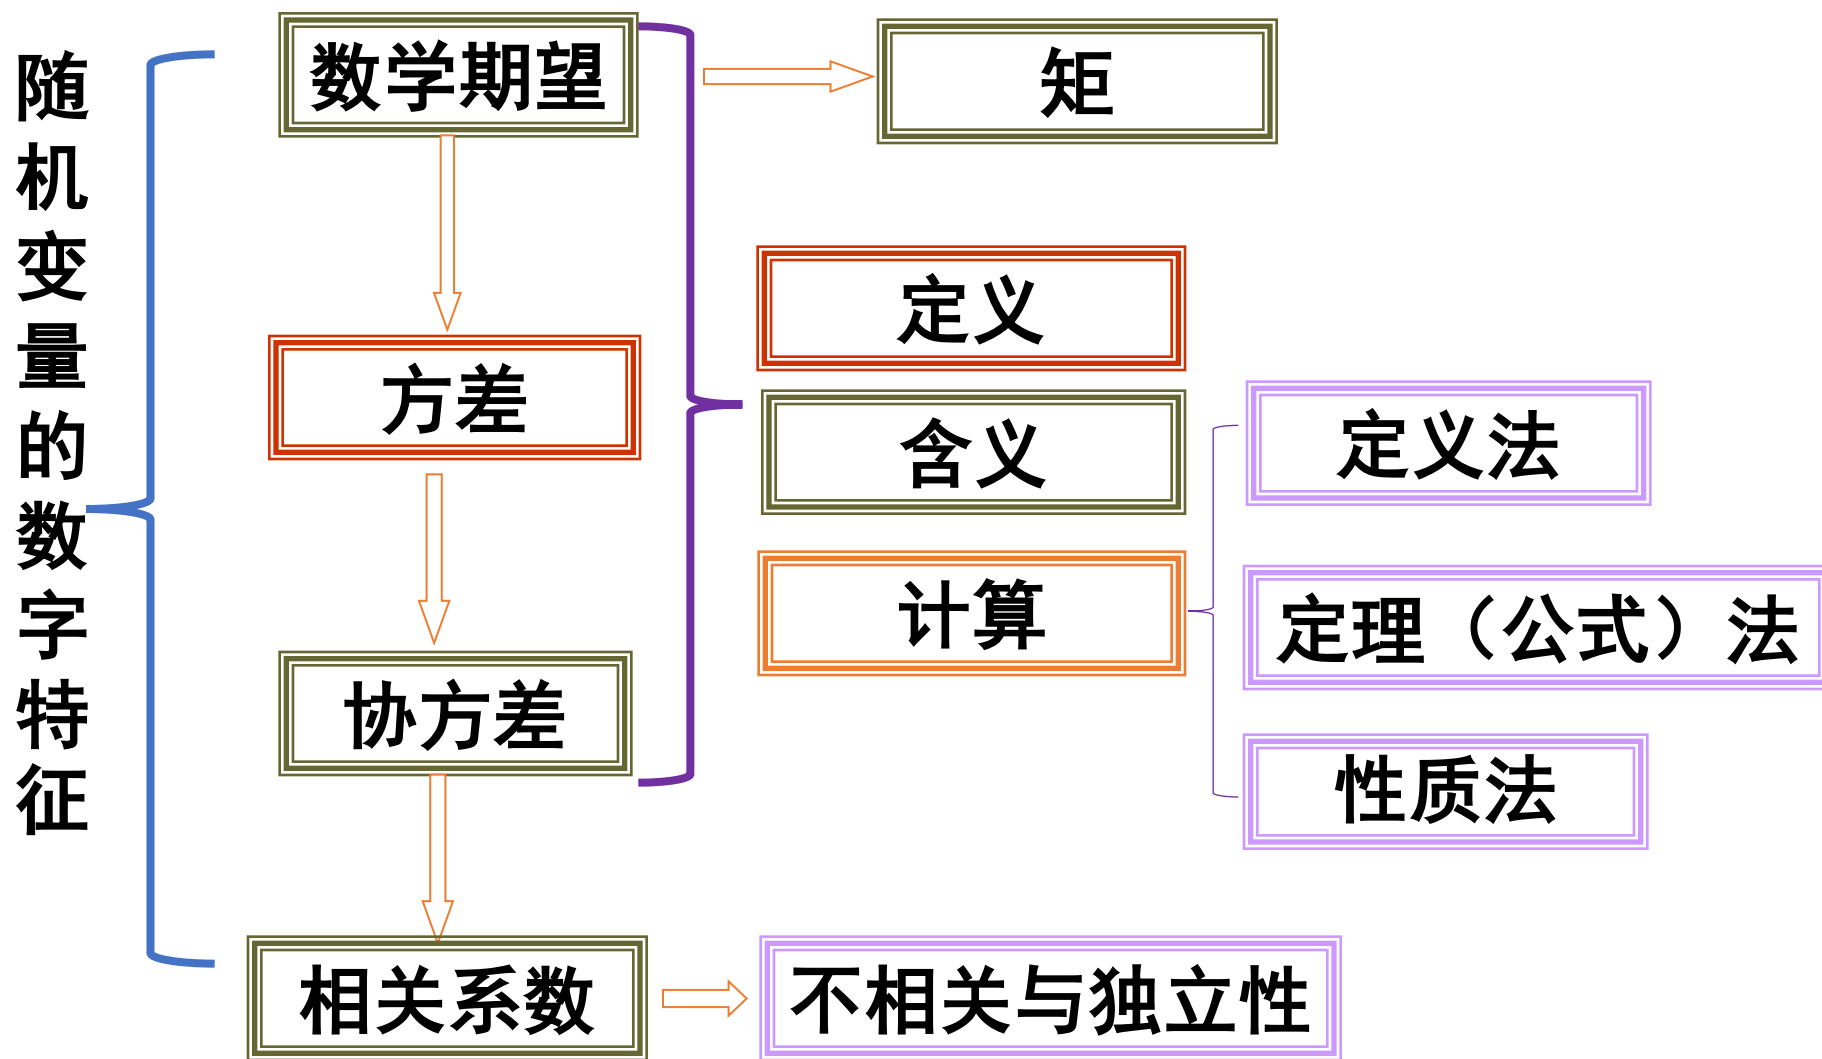 随机变量的数字特征
数学期望
矩
方差
协方差
定义
含义
计算
定义法
定理（公式）法
性质法
相关系数
不相关与独立性